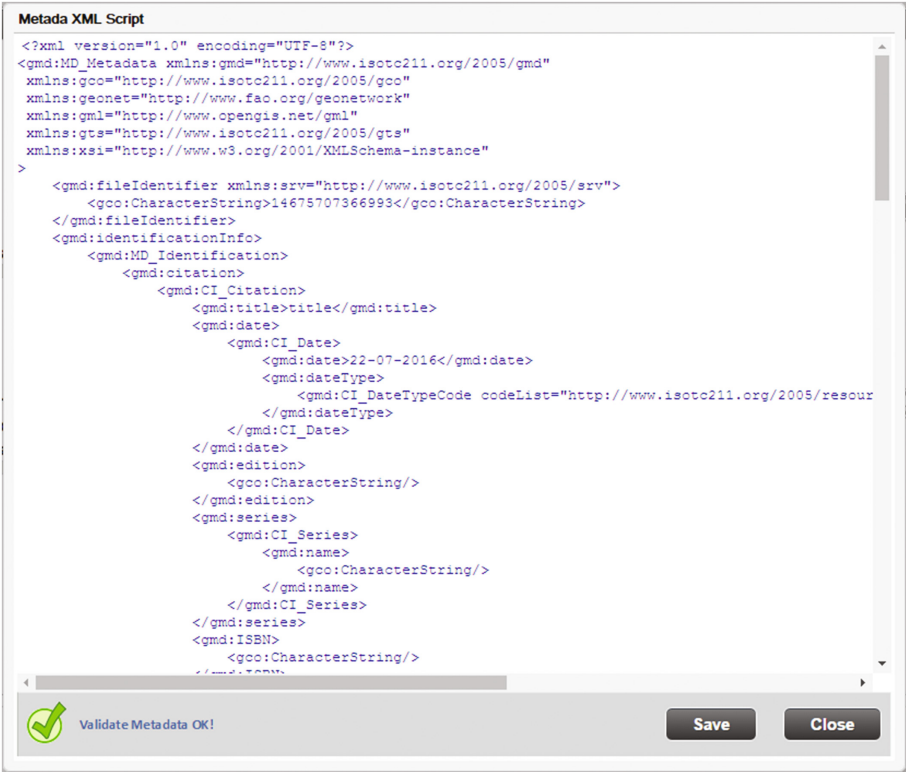 Metada XML Script
<?xml version="1.0" encoding="UTF-8"?>
<gmd:MD_Metadata xmlns:gmd="http://www.isotc211.org/2005/gmd"
xmlns:gco="http://www.isotc211.org/2005/gco"
xmlns:geonet="http://www.fao.org/geonetwork"
xmlns:gml="http://www.opengis.net/gml"
xmlns:gts="http://www.isotc211.org/2005/gts"
xmlns:xsi="http://www.w3.org/2001/XMLSchema-instance"
>
<gmd:fileIdentifier xmlns:srv="http://www.isotc211.org/2005/srv">
<gco:CharacterString>14675707366993</gco:CharacterString>
</gmd:fileIdentifier>
<gmd:identificationInfo>
<gmd:MD_Identification>
<gmd:citation>
<gmd:CI_Citation>
<gmd:title>title</gmd:title>
<gmd:date>
<gmd:CI_Date>
<gmd:date>22-07-2016</gmd:date>
<gmd:dateType>
<gmd:CI_DateTypeCode codeList="http://www.isotc211.org/2005/resour
</gmd:dateType>
</gmd:CI_Date>
</gmd:date>
<gmd:edition>
<gco:CharacterString/>
</gmd:edition>
<gmd:series>
<gmd:CI_Series>
<gmd:name>
<gco:CharacterString/>
</gmd:name>
</gmd:CI_Series>
</gmd:series>
<gmd:ISBN>
<gco:CharacterString/>
</gmd:ISBN>
Validate Metadata OK!
Save
Close